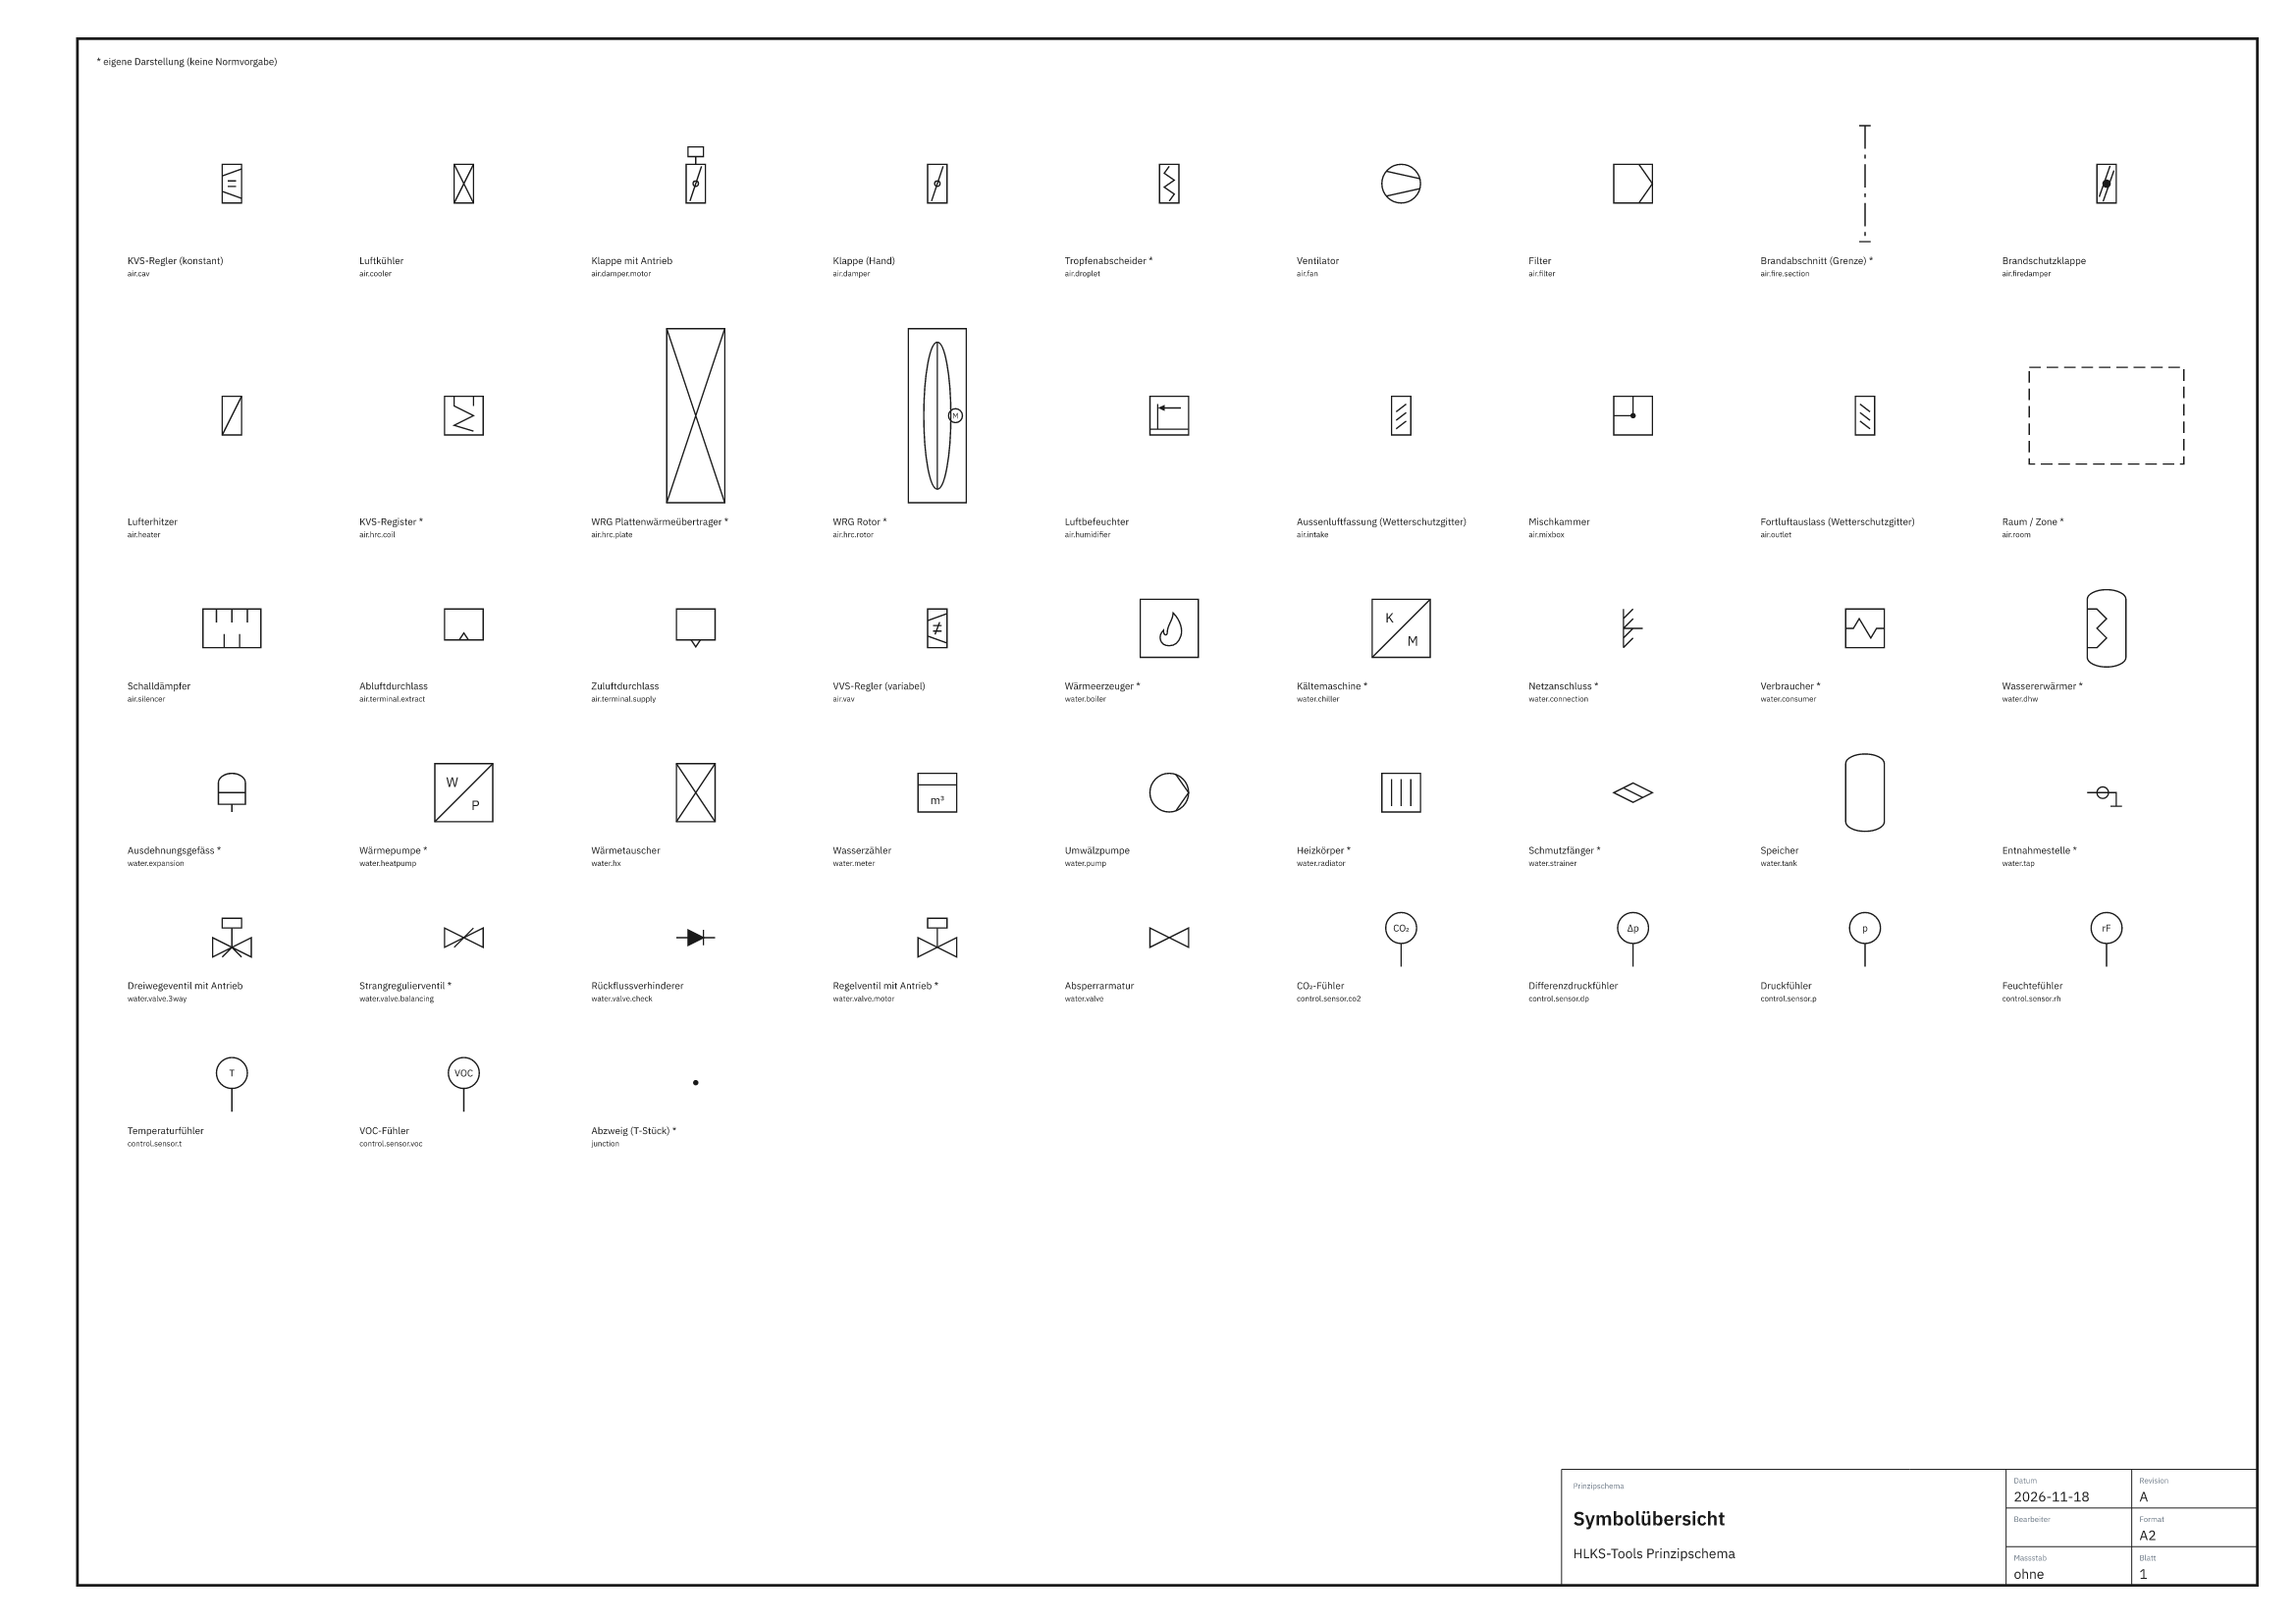 * eigene Darstellung (keine Normvorgabe)
KVS-Regler (konstant)
air.cav
Luftkühler
air.cooler
Klappe mit Antrieb
air.damper.motor
Klappe (Hand)
air.damper
Tropfenabscheider *
air.droplet
Ventilator
air.fan
Filter
air.filter
Brandabschnitt (Grenze) *
air.fire.section
Brandschutzklappe
air.firedamper
M
Lufterhitzer
air.heater
KVS-Register *
air.hrc.coil
WRG Plattenwärmeübertrager *
air.hrc.plate
WRG Rotor *
air.hrc.rotor
Luftbefeuchter
air.humidifier
Aussenluftfassung (Wetterschutzgitter)
air.intake
Mischkammer
air.mixbox
Fortluftauslass (Wetterschutzgitter)
air.outlet
Raum / Zone *
air.room
K
M
Schalldämpfer
air.silencer
Abluftdurchlass
air.terminal.extract
Zuluftdurchlass
air.terminal.supply
VVS-Regler (variabel)
air.vav
Wärmeerzeuger *
water.boiler
Kältemaschine *
water.chiller
Netzanschluss *
water.connection
Verbraucher *
water.consumer
Wassererwärmer *
water.dhw
W
P
m³
Ausdehnungsgefäss *
water.expansion
Wärmepumpe *
water.heatpump
Wärmetauscher
water.hx
Wasserzähler
water.meter
Umwälzpumpe
water.pump
Heizkörper *
water.radiator
Schmutzfänger *
water.strainer
Speicher
water.tank
Entnahmestelle *
water.tap
CO₂
Δp
p
rF
Dreiwegeventil mit Antrieb
water.valve.3way
Strangregulierventil *
water.valve.balancing
Rückflussverhinderer
water.valve.check
Regelventil mit Antrieb *
water.valve.motor
Absperrarmatur
water.valve
CO₂-Fühler
control.sensor.co2
Differenzdruckfühler
control.sensor.dp
Druckfühler
control.sensor.p
Feuchtefühler
control.sensor.rh
T
VOC
Temperaturfühler
control.sensor.t
VOC-Fühler
control.sensor.voc
Abzweig (T-Stück) *
junction
Prinzipschema
Symbolübersicht
HLKS-Tools Prinzipschema
Datum
2026-11-18
Revision
A
Bearbeiter
Format
A2
Massstab
ohne
Blatt
1